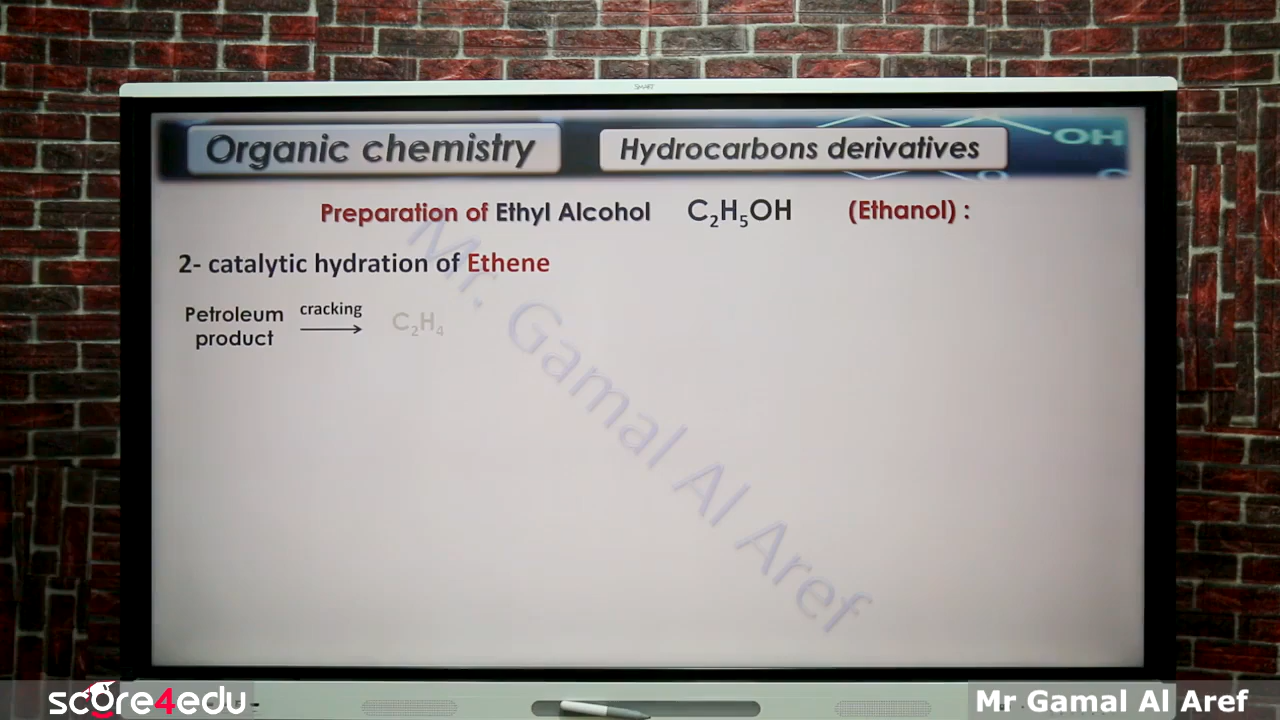 SMART
Organic chemistry
Hydrocarbons derivatives
OH
O
Preparation of Ethyl Alcohol C₂H₅OH (Ethanol) :
2- catalytic hydration of Ethene
Petroleum product
cracking
C₂H₄
Mr. Gamal Al Aref
score4edu
Mr Gamal Al Aref